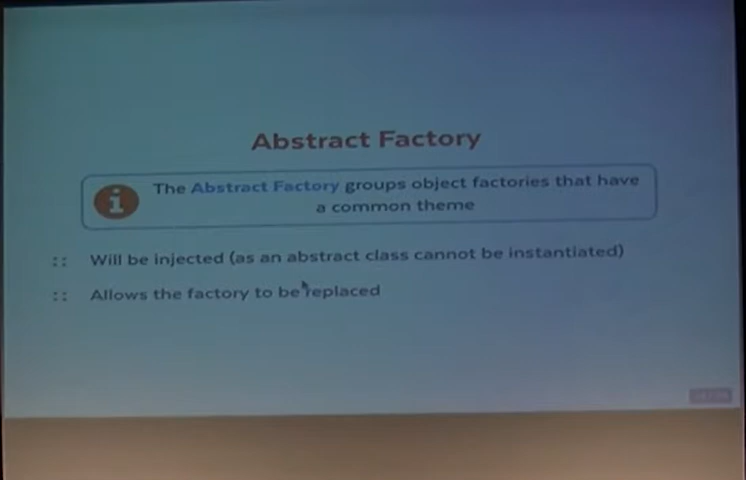 Abstract Factory
The Abstract Factory groups object factories that have
a common theme
:: Will be injected (as an abstract class cannot be instantiated)
:: Allows the factory to be replaced